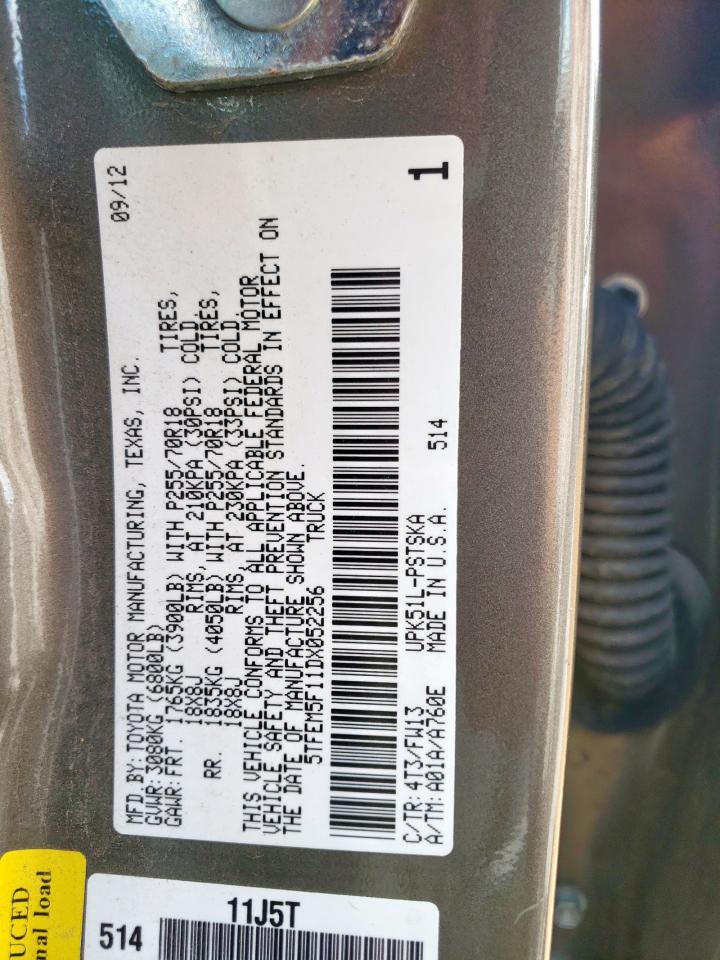 MFD.BY:TOYOTA MOTOR MANUFACTURING, TEXAS, INC. 09/12
GVWR:3080KG (6800LB)
GAWR:FRT. 1765KG (3900LB) WITH P255/70R18 TIRES,
18X8J RIMS, AT 210KPA (30PSI) COLD.
RR. 1835KG (4050LB) WITH P255/70R18 TIRES,
18X8J RIMS, AT 230KPA (33PSI) COLD.
THIS VEHICLE CONFORMS TO ALL APPLICABLE FEDERAL MOTOR
VEHICLE SAFETY AND THEFT PREVENTION STANDARDS IN EFFECT ON
THE DATE OF MANUFACTURE SHOWN ABOVE.
5TFEM5F11DX052256 TRUCK
C/TR:4T3/FW13 UPK51L-PSTSKA
A/TM:A01A/A760E MADE IN U.S.A. 514
1
UCED
nal load
11J5T
514